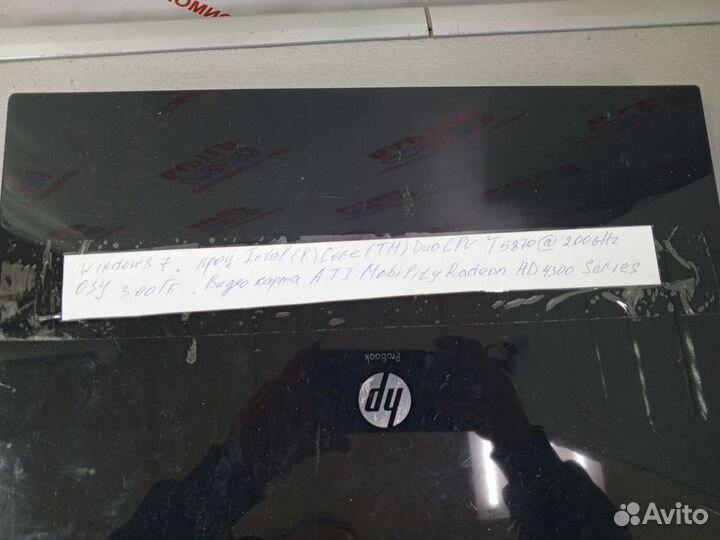 Windows 7. проц Intel (R) Core (TM) Duo CPU T5870 @ 2.00GHz
ОЗУ 3.00Гб. Видео карта ATI Mobility Radeon HD 4300 Series
ProBook
hp
Avito